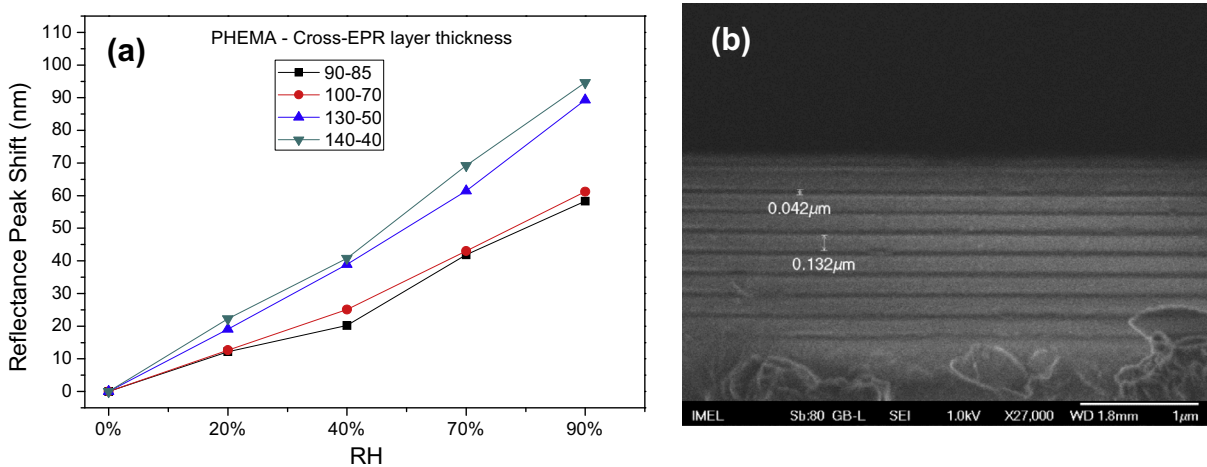 (a)
PHEMA - Cross-EPR layer thickness
90-85
100-70
130-50
140-40
Reflectance Peak Shift (nm)
110
100
90
80
70
60
50
40
30
20
10
0
0% 20% 40% 70% 90%
RH
(b)
0.042µm
0.132µm
IMEL Sb:80 GB-L SEI 1.0kV X27,000 WD 1.8mm 1µm